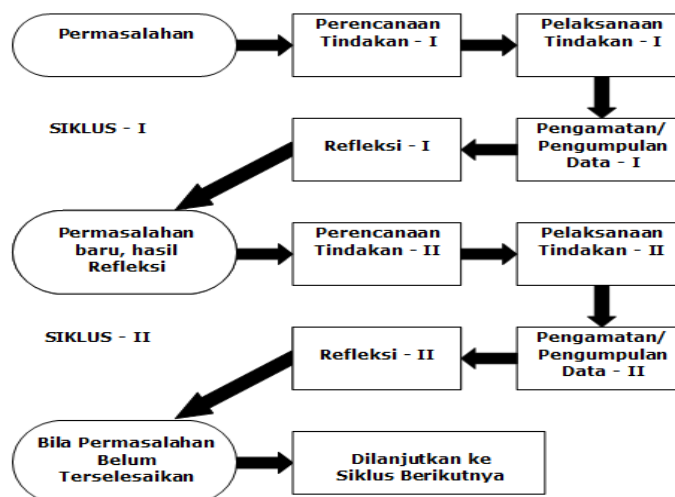 Permasalahan
Perencanaan
Tindakan - I
Pelaksanaan
Tindakan - I
SIKLUS - I
Refleksi - I
Pengamatan/
Pengumpulan
Data - I
Permasalahan
baru, hasil
Refleksi
Perencanaan
Tindakan - II
Pelaksanaan
Tindakan - II
SIKLUS - II
Refleksi - II
Pengamatan/
Pengumpulan
Data - II
Bila Permasalahan
Belum
Terselesaikan
Dilanjutkan ke
Siklus Berikutnya